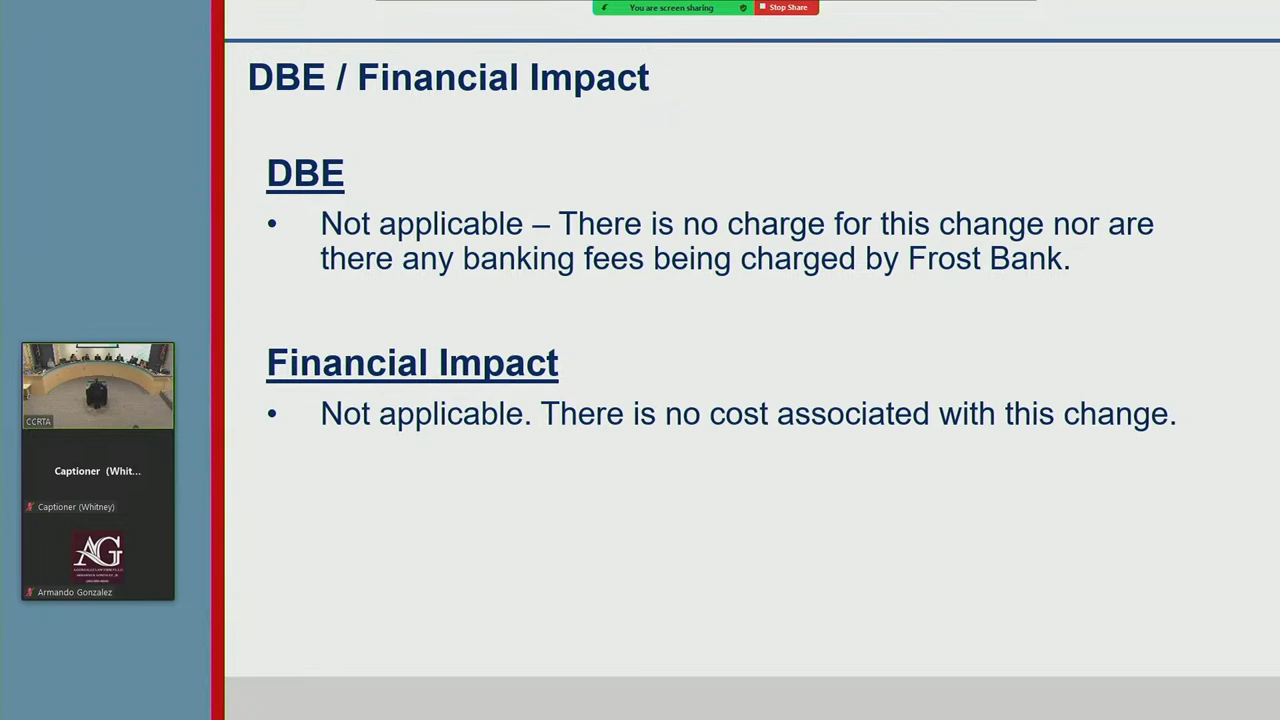 You are screen sharing
Stop Share
DBE / Financial Impact
DBE
• Not applicable – There is no charge for this change nor are
there any banking fees being charged by Frost Bank.
Financial Impact
• Not applicable. There is no cost associated with this change.
CCRTA
Captioner (Whit...
Captioner (Whitney)
AG
Armando Gonzalez